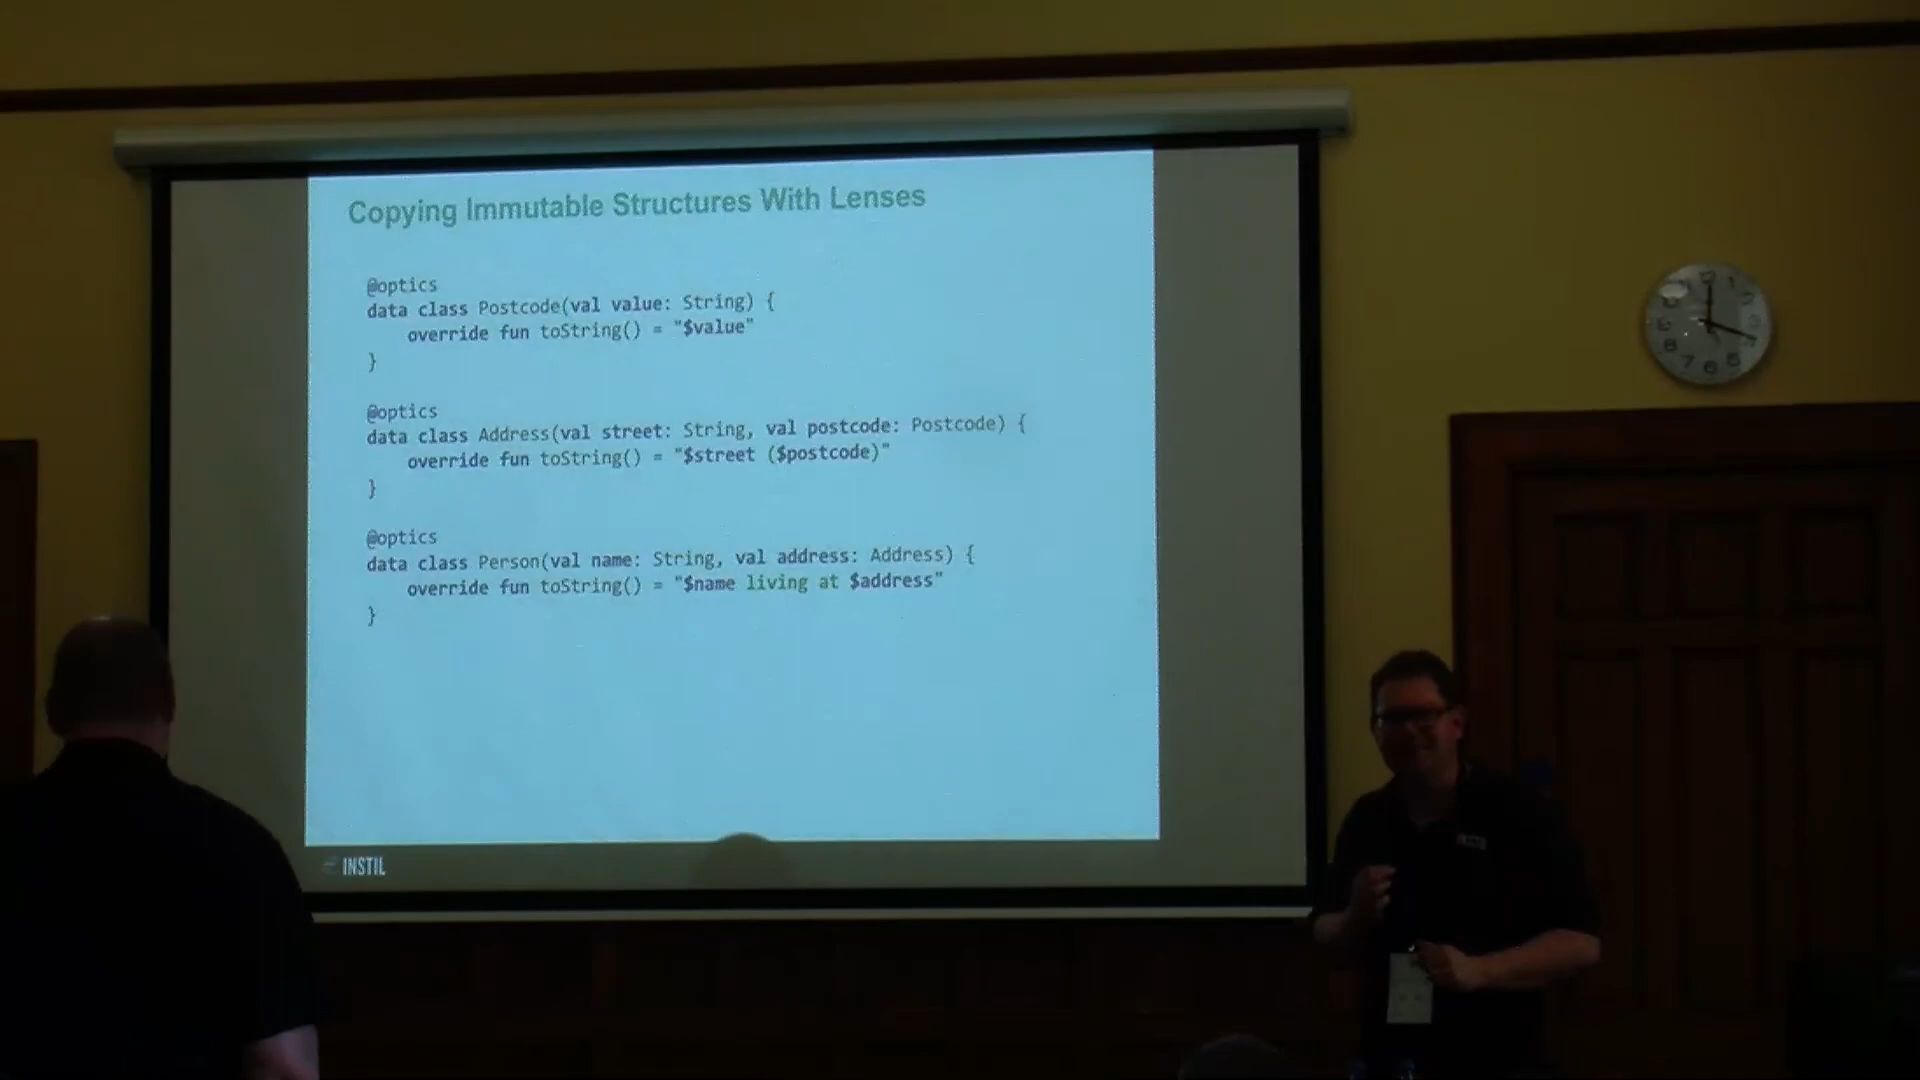 Copying Immutable Structures With Lenses
@optics
data class Postcode(val value: String) {
    override fun toString() = "$value"
}
@optics
data class Address(val street: String, val postcode: Postcode) {
    override fun toString() = "$street ($postcode)"
}
@optics
data class Person(val name: String, val address: Address) {
    override fun toString() = "$name living at $address"
}
INSTIL